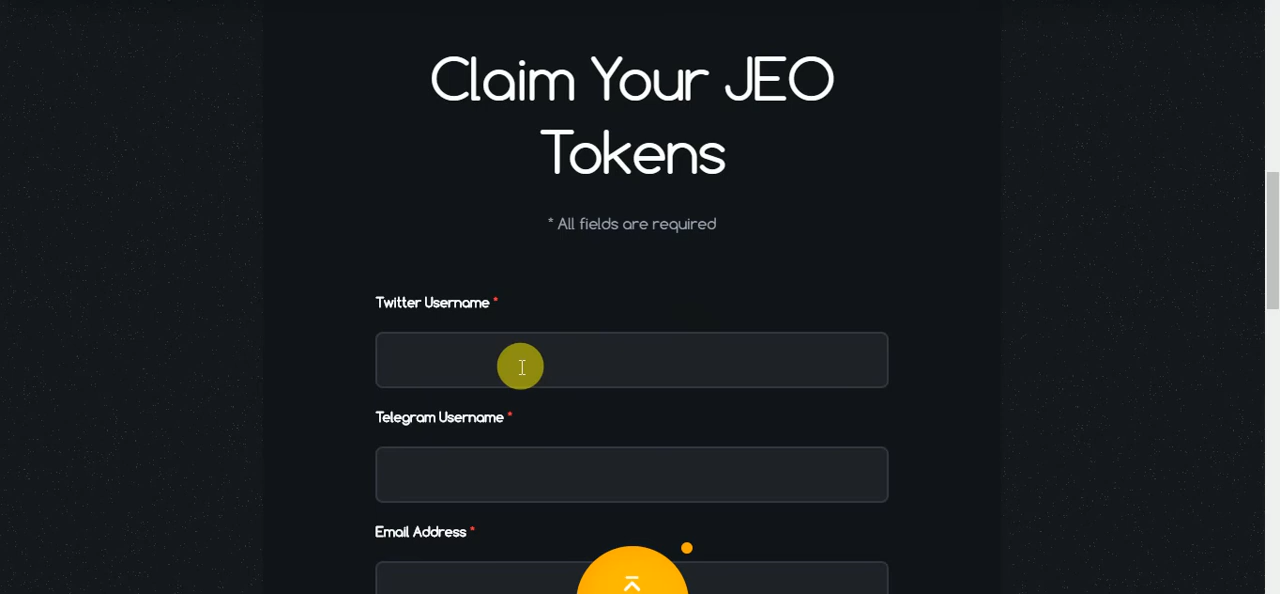 Claim Your JEO
Tokens
* All fields are required
Twitter Username *
Telegram Username *
Email Address *